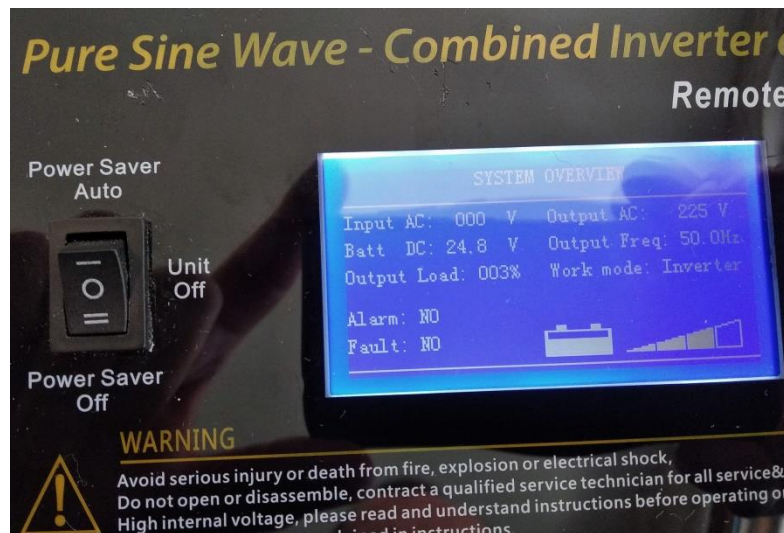 Pure Sine Wave - Combined Inverter
Remote
Power Saver
Auto
Unit
Off
Power Saver
Off
SYSTEM OVERVIEW
Input AC: 000 V Output AC: 225 V
Batt DC: 24.8 V Output Freq: 50.0Hz
Output Load: 003% Work mode: Inverter
Alarm: NO
Fault: NO
WARNING
Avoid serious injury or death from fire, explosion or electrical shock,
Do not open or disassemble, contract a qualified service technician for all service&
High internal voltage, please read and understand instructions before operating
in instructions